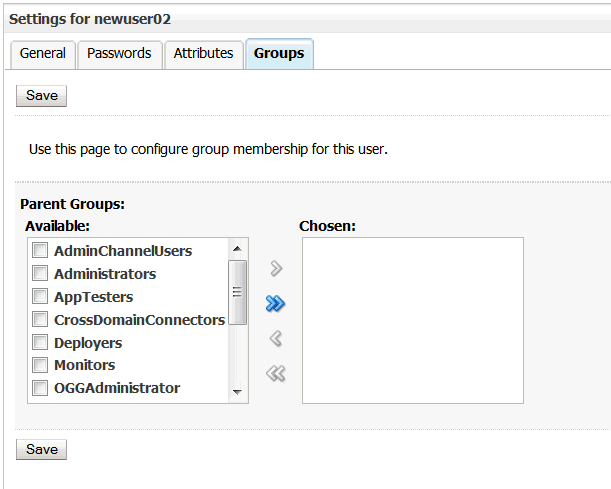 Settings for newuser02
General Passwords Attributes Groups
Save
Use this page to configure group membership for this user.
Parent Groups:
Available: Chosen:
AdminChannelUsers
Administrators
AppTesters
CrossDomainConnectors
Deployers
Monitors
OGGAdministrator
Save